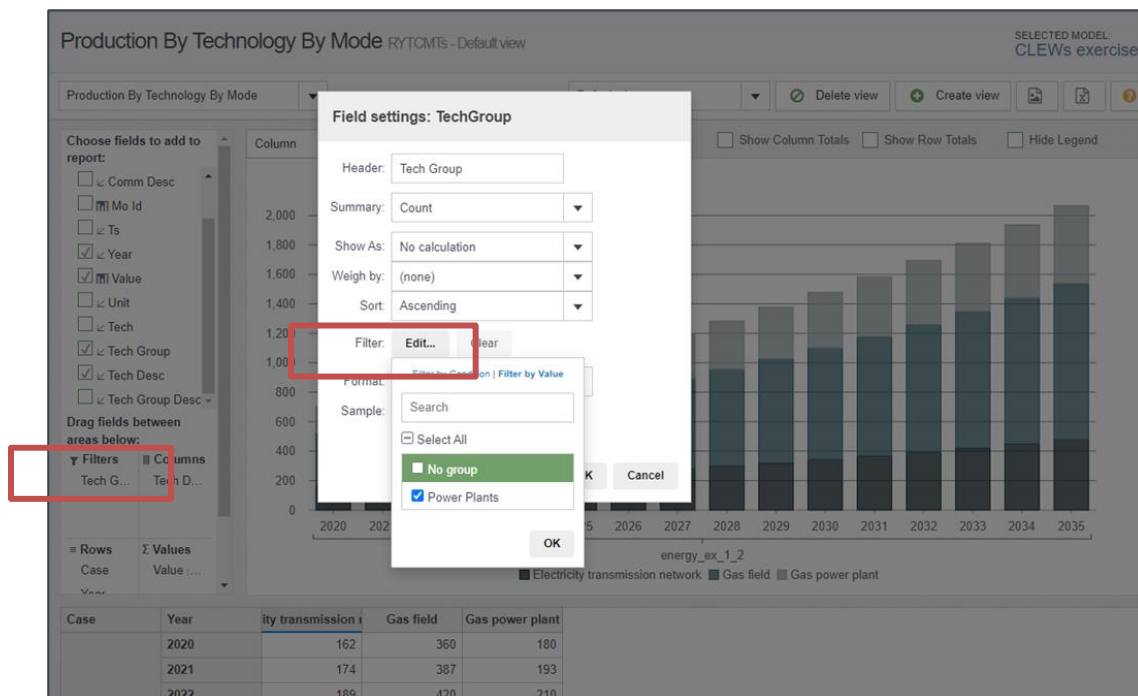 Production By Technology By Mode RYTCMTs - Default view
SELECTED MODEL:
CLEWs exercise
Production By Technology By Mode
Delete view
Create view
Choose fields to add to report:
Comm Desc
Mo Id
Ts
Year
Value
Unit
Tech
Tech Group
Tech Desc
Tech Group Desc
Drag fields between areas below:
Filters
Columns
Tech G...
Tech D...
Rows
Σ Values
Case
Value :...
Year
Column
Show Column Totals
Show Row Totals
Hide Legend
Field settings: TechGroup
Header: Tech Group
Summary: Count
Show As: No calculation
Weigh by: (none)
Sort: Ascending
Filter: Edit... Clear
Format:
Filter by Condition | Filter by Value
Sample:
Search
Select All
No group
Power Plants
OK
Cancel
2,000
1,800
1,600
1,400
1,200
1,000
800
600
400
200
0
2020 2026 2027 2028 2029 2030 2031 2032 2033 2034 2035
energy_ex_1_2
Electricity transmission network Gas field Gas power plant
Case Year Gas field Gas power plant
2020 162 360 180
2021 174 387 193
2022 189 420 210